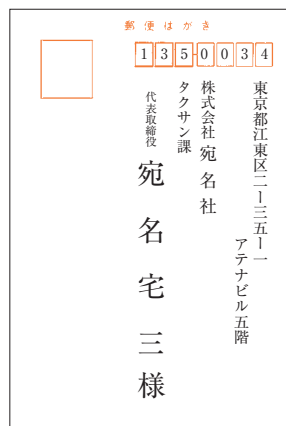 郵便はがき
1350034
東京都江東区二ー三五ー一
アテナビル五階
株式会社 宛名社
タクサン課
代表取締役
宛名宅三様